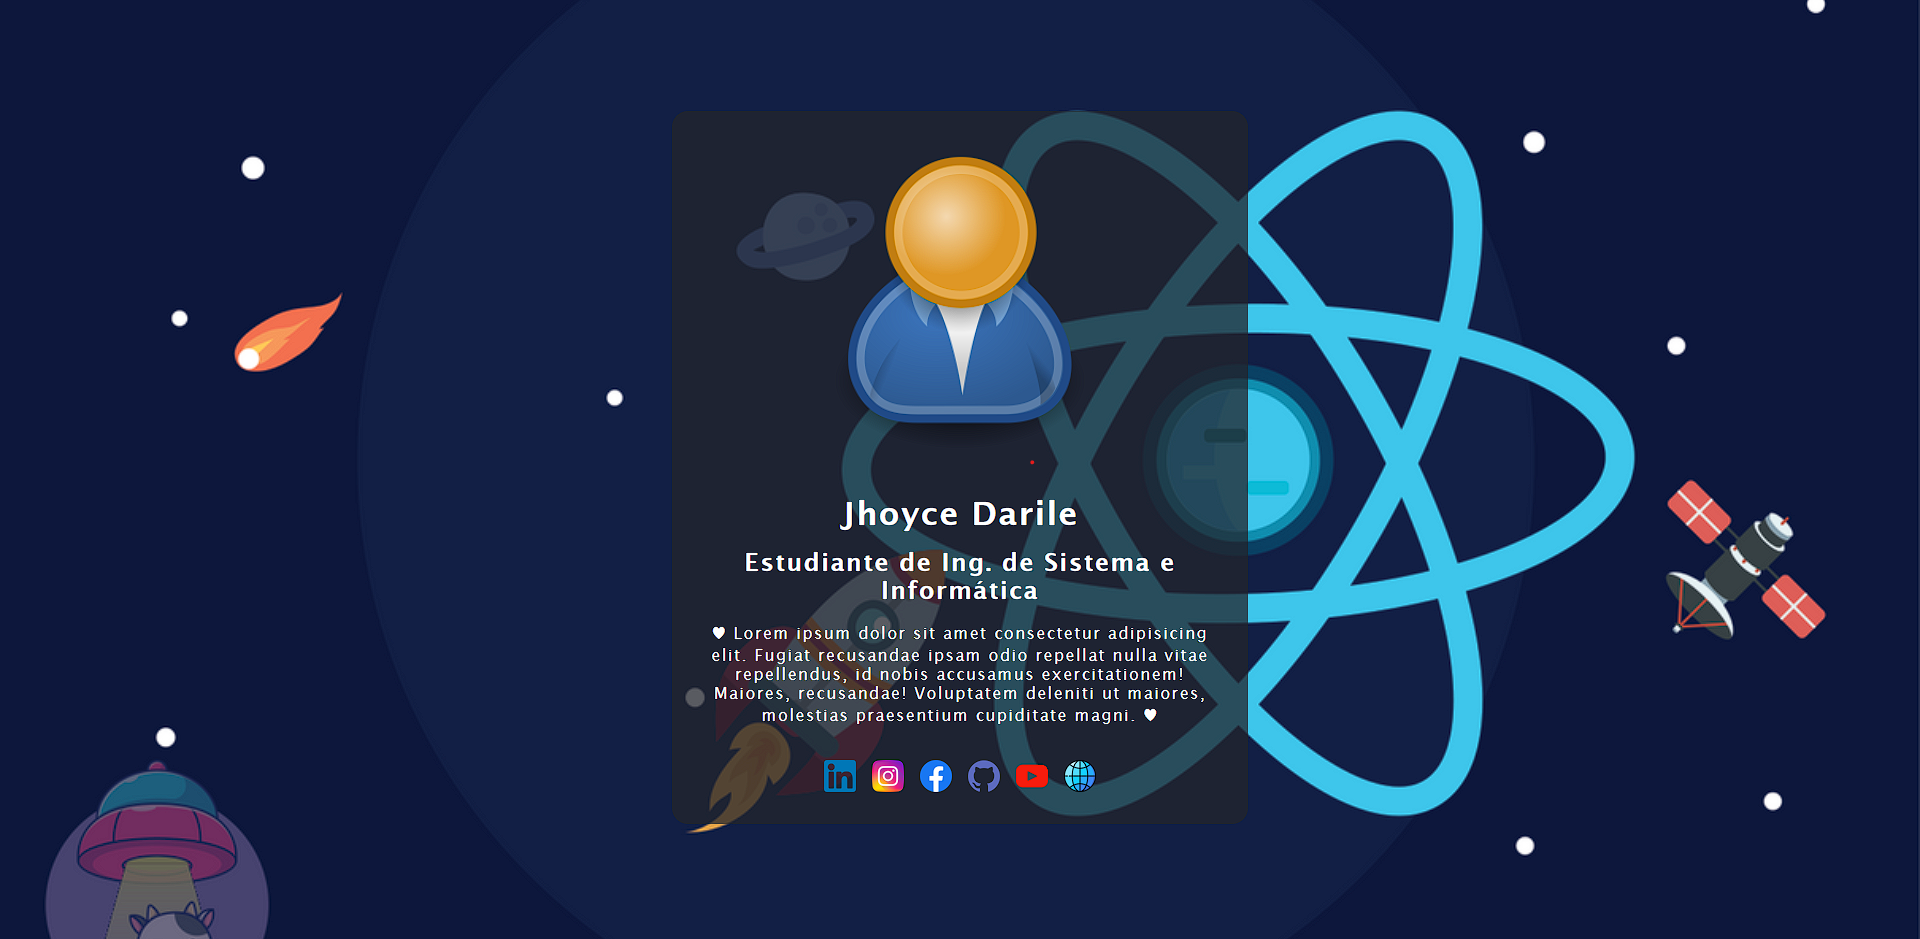 Jhoyce Darile
Estudiante de Ing. de Sistema e
Informática
♥ Lorem ipsum dolor sit amet consectetur adipisicing
elit. Fugiat recusandae ipsam odio repellat nulla vitae
repellendus, id nobis accusamus exercitationem!
Maiores, recusandae! Voluptatem deleniti ut maiores,
molestias praesentium cupiditate magni. ♥
in